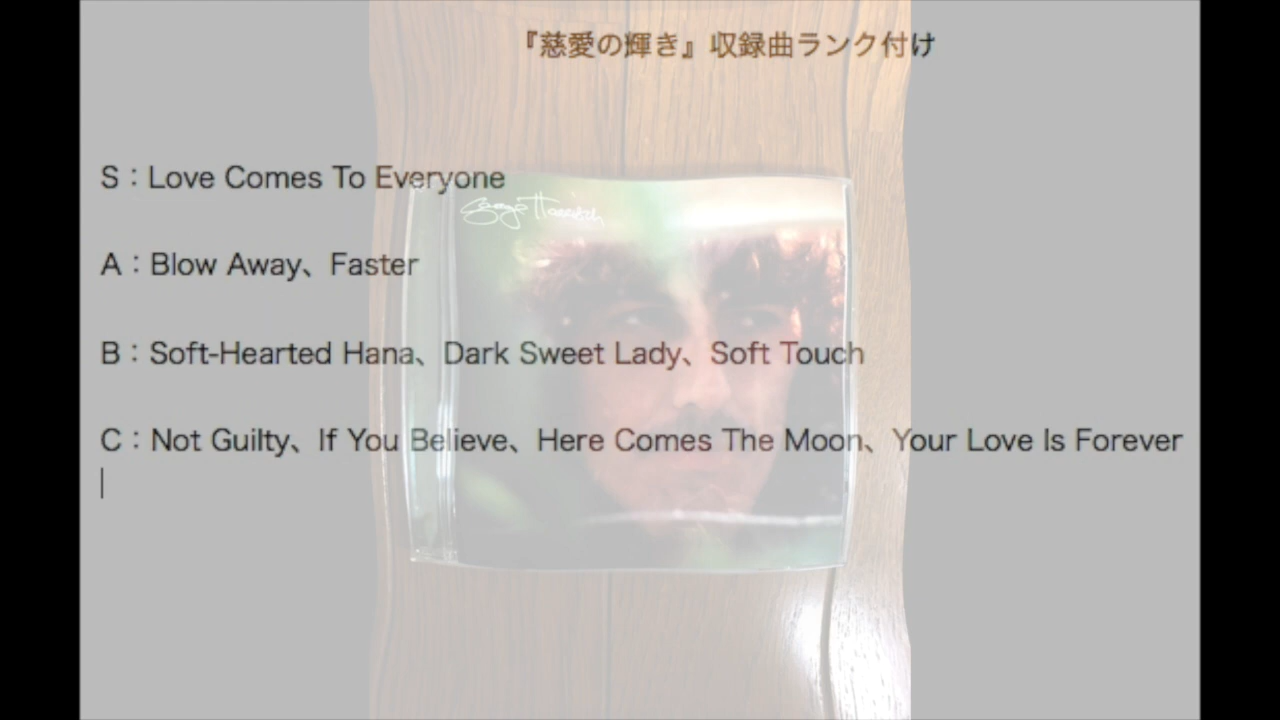 『慈愛の輝き』収録曲ランク付け
S：Love Comes To Everyone
George Harrison
A：Blow Away、Faster
B：Soft-Hearted Hana、Dark Sweet Lady、Soft Touch
C：Not Guilty、If You Believe、Here Comes The Moon、Your Love Is Forever